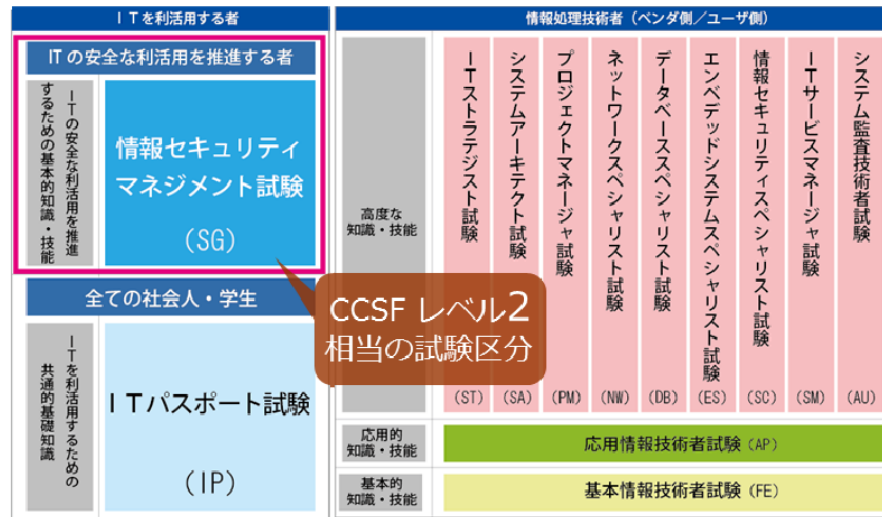 ＩＴを利活用する者
ITの安全な利活用を推進する者
ＩＴの安全な利活用を推進
するための基本的知識・技能
情報セキュリティ
マネジメント試験
(SG)
全ての社会人・学生
ＩＴを利活用するための
共通的基礎知識
ＩＴパスポート試験
(IP)
CCSF レベル2
相当の試験区分
情報処理技術者（ベンダ側／ユーザ側）
高度な
知識・技能
ＩＴストラテジスト試験
(ST)
システムアーキテクト試験
(SA)
プロジェクトマネージャ試験
(PM)
ネットワークスペシャリスト試験
(NW)
データベーススペシャリスト試験
(DB)
エンベデッドシステムスペシャリスト試験
(ES)
情報セキュリティスペシャリスト試験
(SC)
ＩＴサービスマネージャ試験
(SM)
システム監査技術者試験
(AU)
応用的
知識・技能
応用情報技術者試験 (AP)
基本的
知識・技能
基本情報技術者試験 (FE)